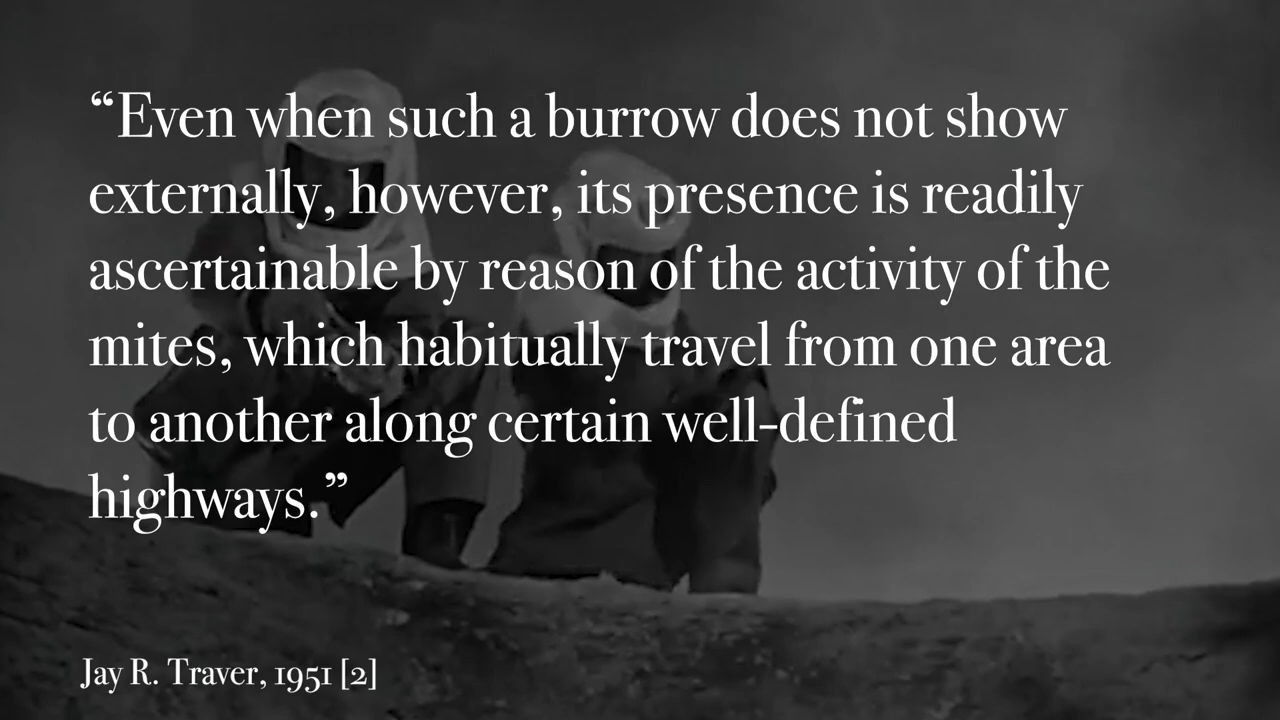 “Even when such a burrow does not show
externally, however, its presence is readily
ascertainable by reason of the activity of the
mites, which habitually travel from one area
to another along certain well-defined
highways.”
Jay R. Traver, 1951 [2]